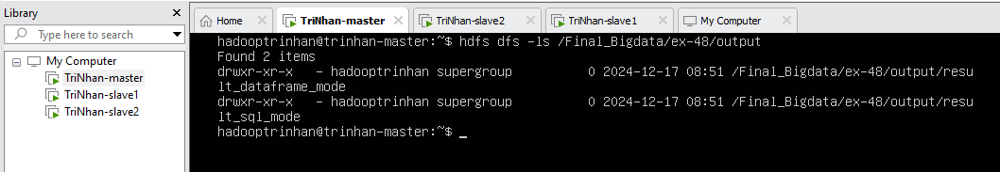 Library
Type here to search
My Computer
TriNhan-master
TriNhan-slave1
TriNhan-slave2
Home
TriNhan-master
TriNhan-slave2
TriNhan-slave1
My Computer
hadooptrinhan@trinhan-master:~$ hdfs dfs -ls /Final_Bigdata/ex-48/output
Found 2 items
drwxr-xr-x   - hadooptrinhan supergroup          0 2024-12-17 08:51 /Final_Bigdata/ex-48/output/resu
lt_dataframe_mode
drwxr-xr-x   - hadooptrinhan supergroup          0 2024-12-17 08:51 /Final_Bigdata/ex-48/output/resu
lt_sql_mode
hadooptrinhan@trinhan-master:~$ _